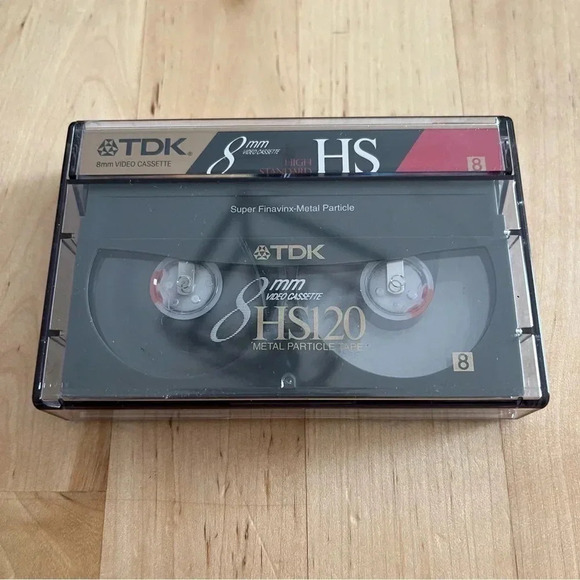 TDK®
8mm VIDEO CASSETTE
8mm
VIDEO CASSETTE
HIGH
STANDARD
HS
8
Super Finavinx-Metal Particle
TDK
8mm
VIDEO CASSETTE
HS120
METAL PARTICLE TAPE
8